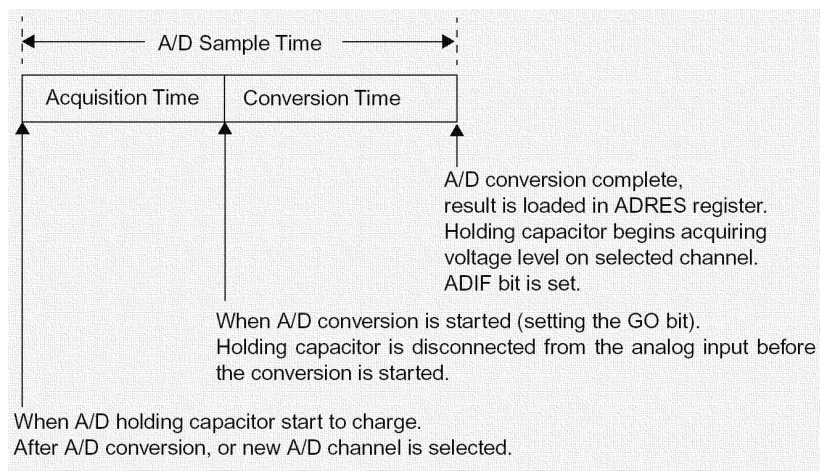 A/D Sample Time
Acquisition Time
Conversion Time
A/D conversion complete,
result is loaded in ADRES register.
Holding capacitor begins acquiring
voltage level on selected channel.
ADIF bit is set.
When A/D conversion is started (setting the GO bit).
Holding capacitor is disconnected from the analog input before
the conversion is started.
When A/D holding capacitor start to charge.
After A/D conversion, or new A/D channel is selected.